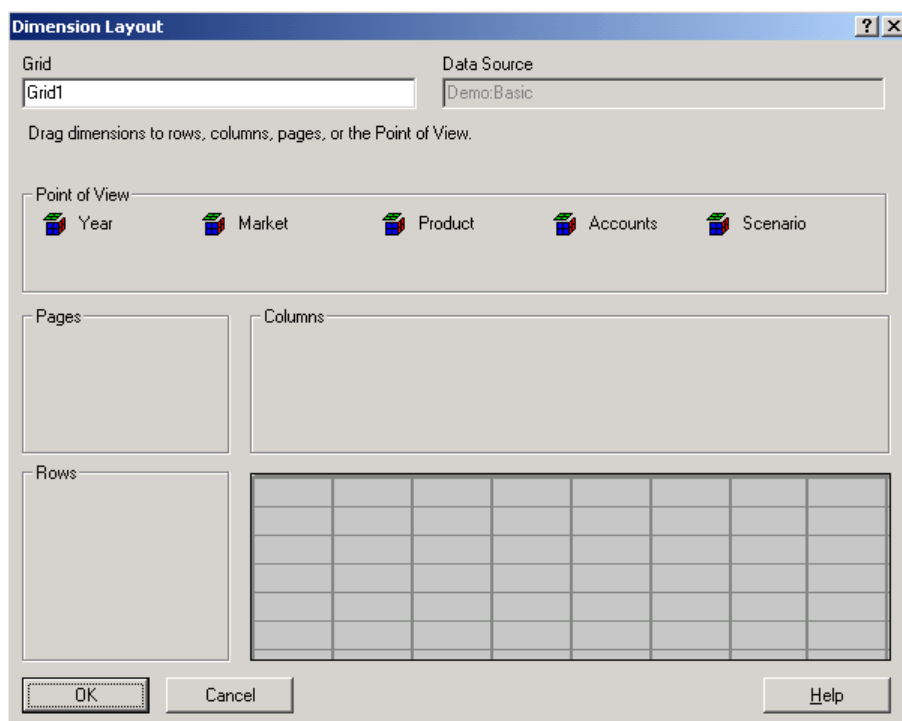 Dimension Layout
Grid
Data Source
Grid1
Demo:Basic
Drag dimensions to rows, columns, pages, or the Point of View.
Point of View
Year Market Product Accounts Scenario
Pages
Columns
Rows
OK Cancel Help